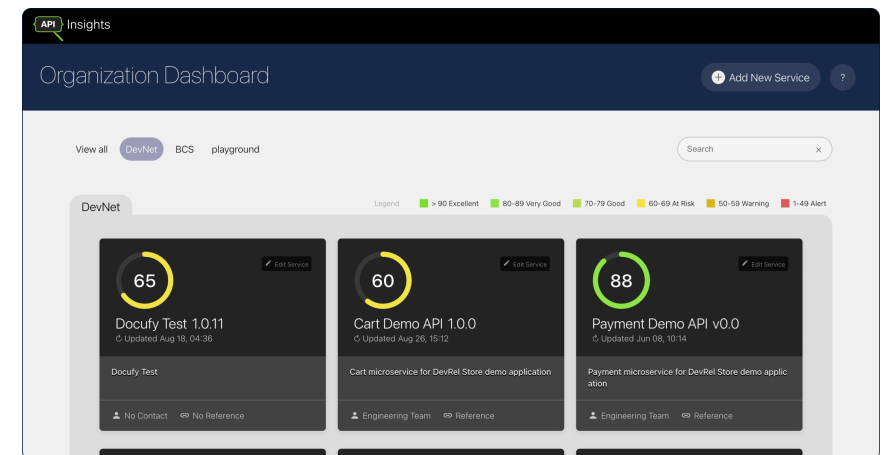 API Insights
Organization Dashboard
Add New Service
?
View all DevNet BCS playground
Search
DevNet
Legend > 90 Excellent 80-89 Very Good 70-79 Good 60-69 At Risk 50-59 Warning 1-49 Alert
65
Edit Service
Docufy Test 1.0.11
Updated Aug 18, 04:36
Docufy Test
No Contact No Reference
60
Edit Service
Cart Demo API 1.0.0
Updated Aug 26, 15:12
Cart microservice for DevRel Store demo application
Engineering Team Reference
88
Edit Service
Payment Demo API v0.0
Updated Jun 08, 10:14
Payment microservice for DevRel Store demo applic
ation
Engineering Team Reference